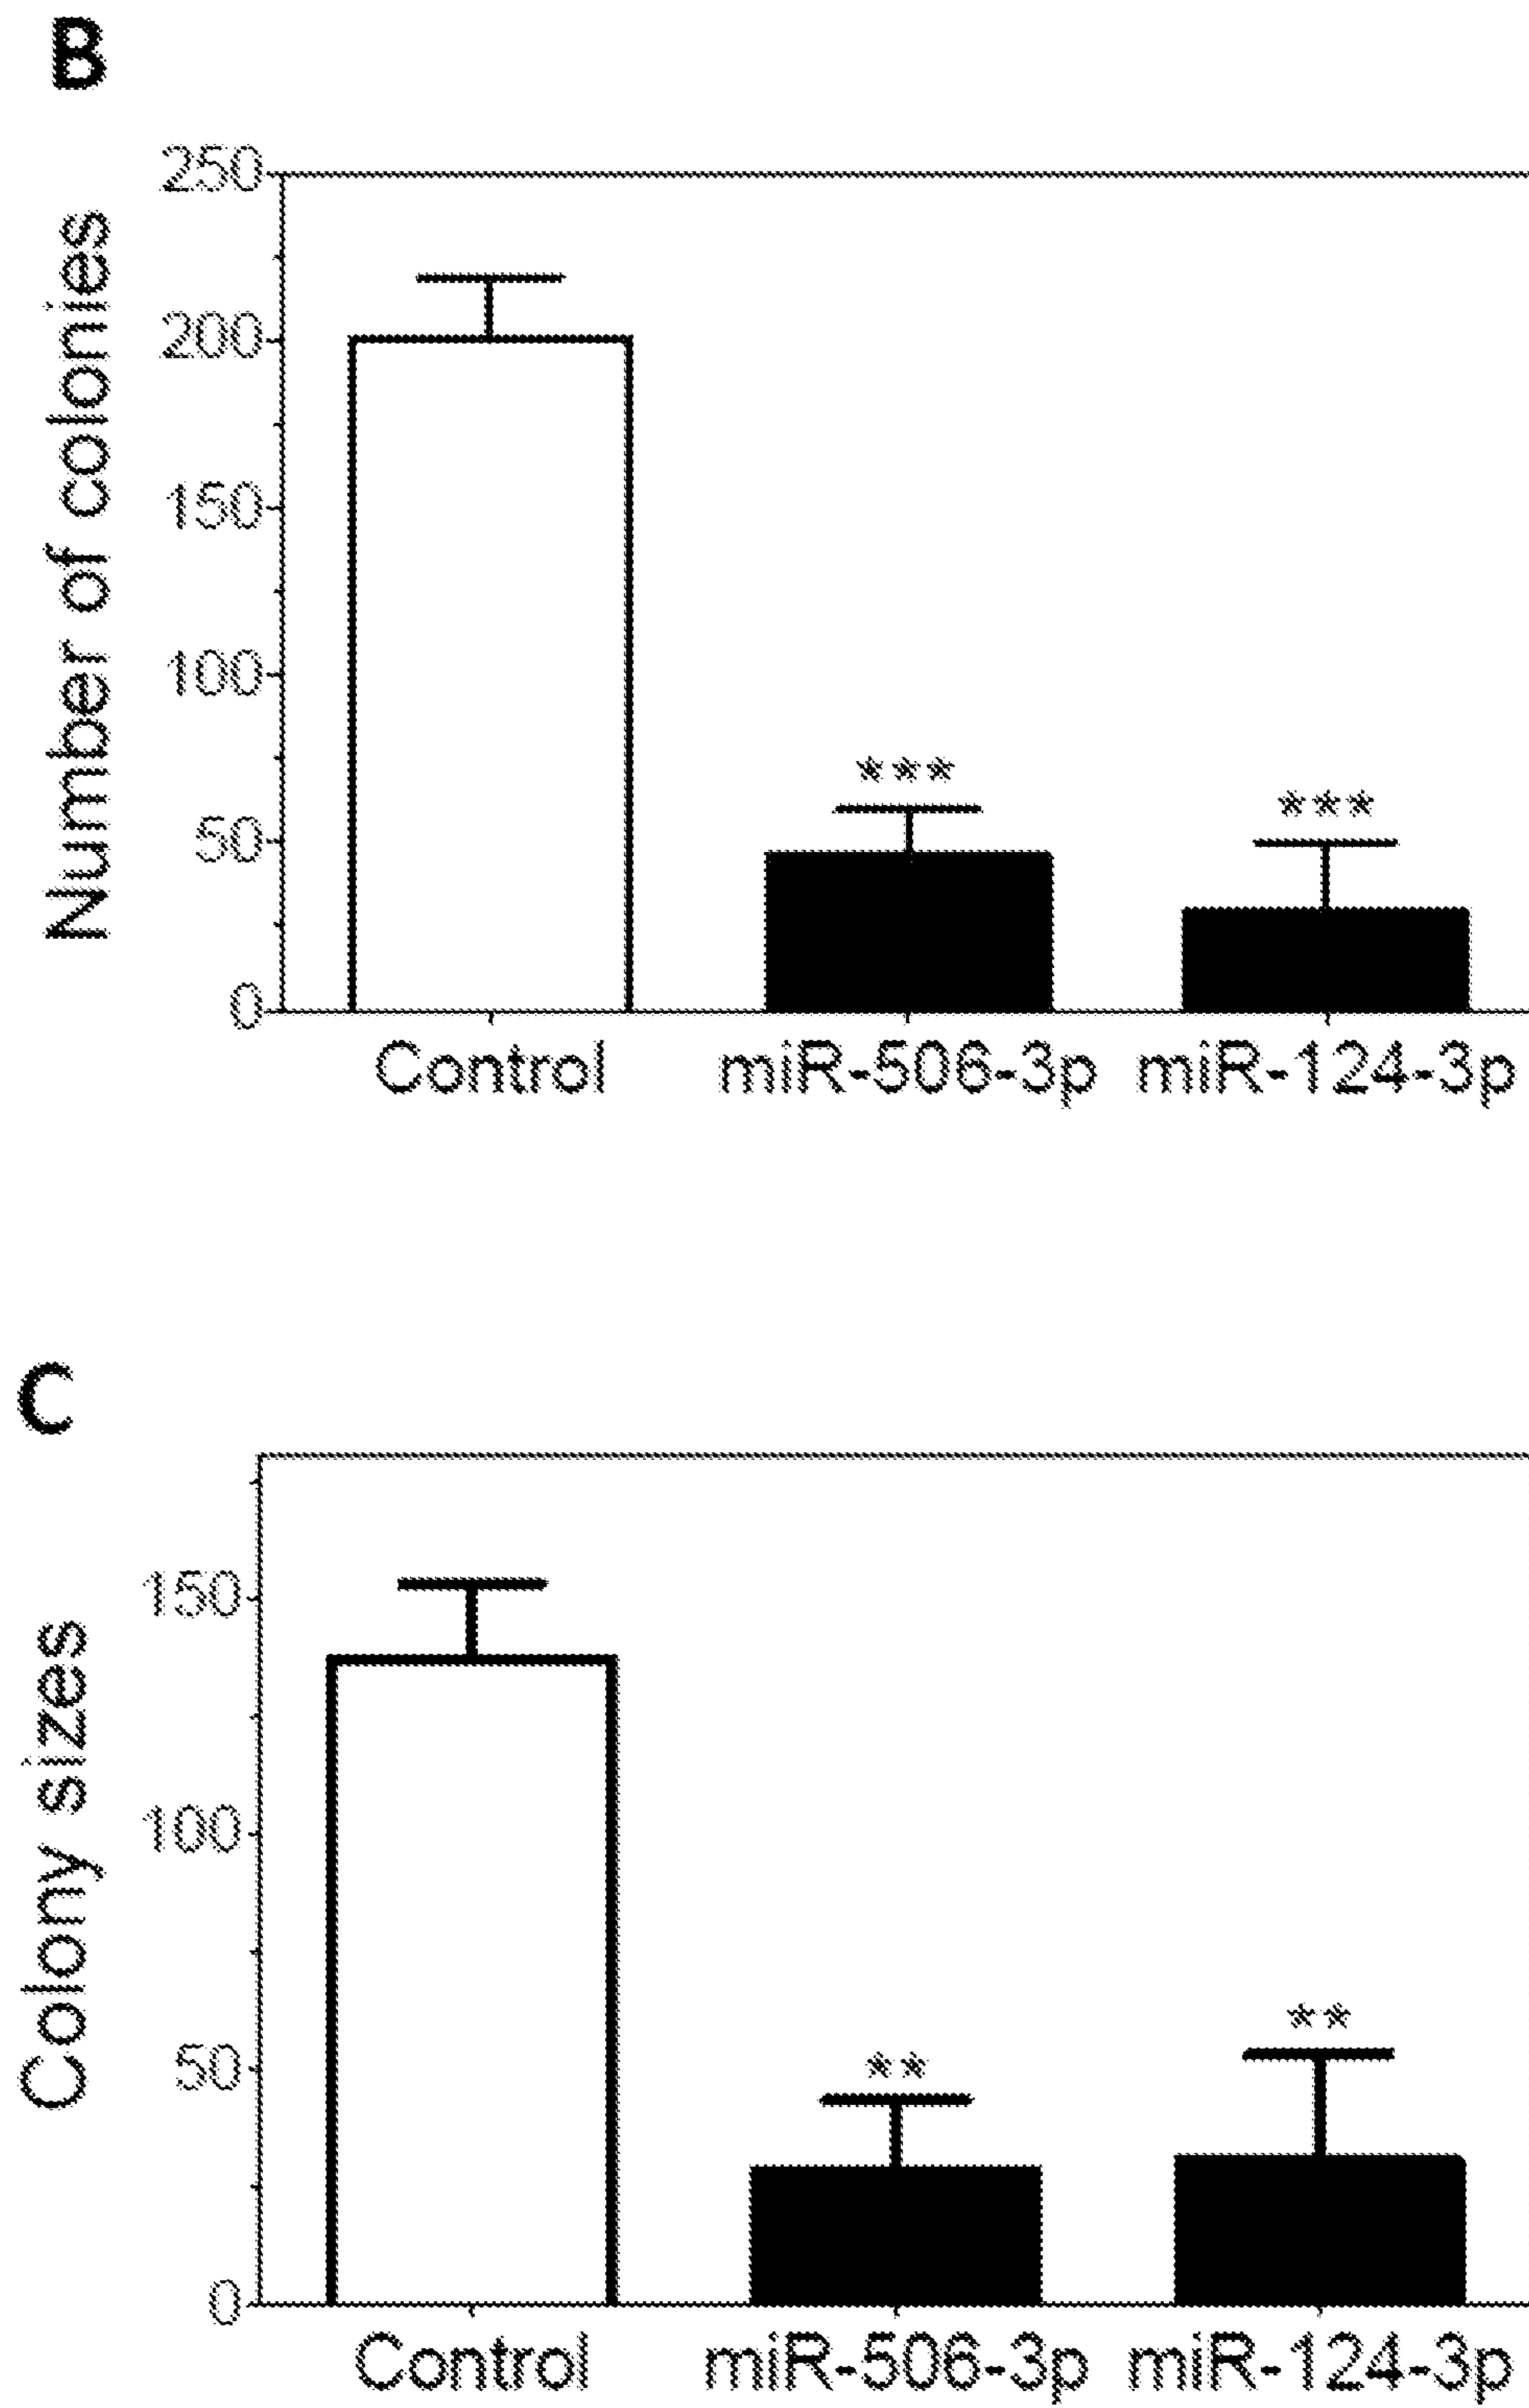 B
Number of colonies
250
200
150
100
50
0
***
***
Control miR-506-3p miR-124-3p
C
Colony sizes
150
100
50
0
**
**
Control miR-506-3p miR-124-3p